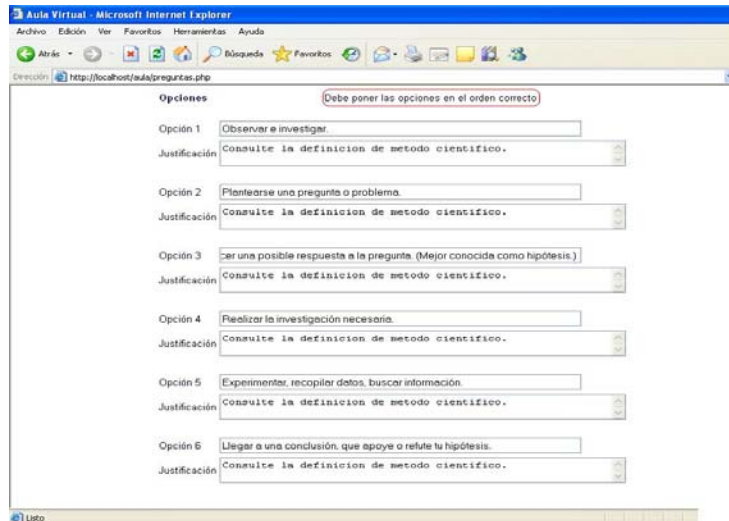 Aula Virtual - Microsoft Internet Explorer
Archivo Edición Ver Favoritos Herramientas Ayuda
Atrás Búsqueda Favoritos
Dirección http://localhost/aula/preguntas.php
Opciones Debe poner las opciones en el orden correcto
Opción 1 Observar e investigar.
Justificación Consulte la definicion de metodo cientifico.
Opción 2 Plantearse una pregunta o problema.
Justificación Consulte la definicion de metodo cientifico.
Opción 3 cer una posible respuesta a la pregunta. (Mejor conocida como hipótesis.)
Justificación Consulte la definicion de metodo cientifico.
Opción 4 Realizar la investigación necesaria.
Justificación Consulte la definicion de metodo cientifico.
Opción 5 Experimentar, recopilar datos, buscar información.
Justificación Consulte la definicion de metodo cientifico.
Opción 6 Llegar a una conclusión, que apoye o refute tu hipótesis.
Justificación Consulte la definicion de metodo cientifico.
Listo